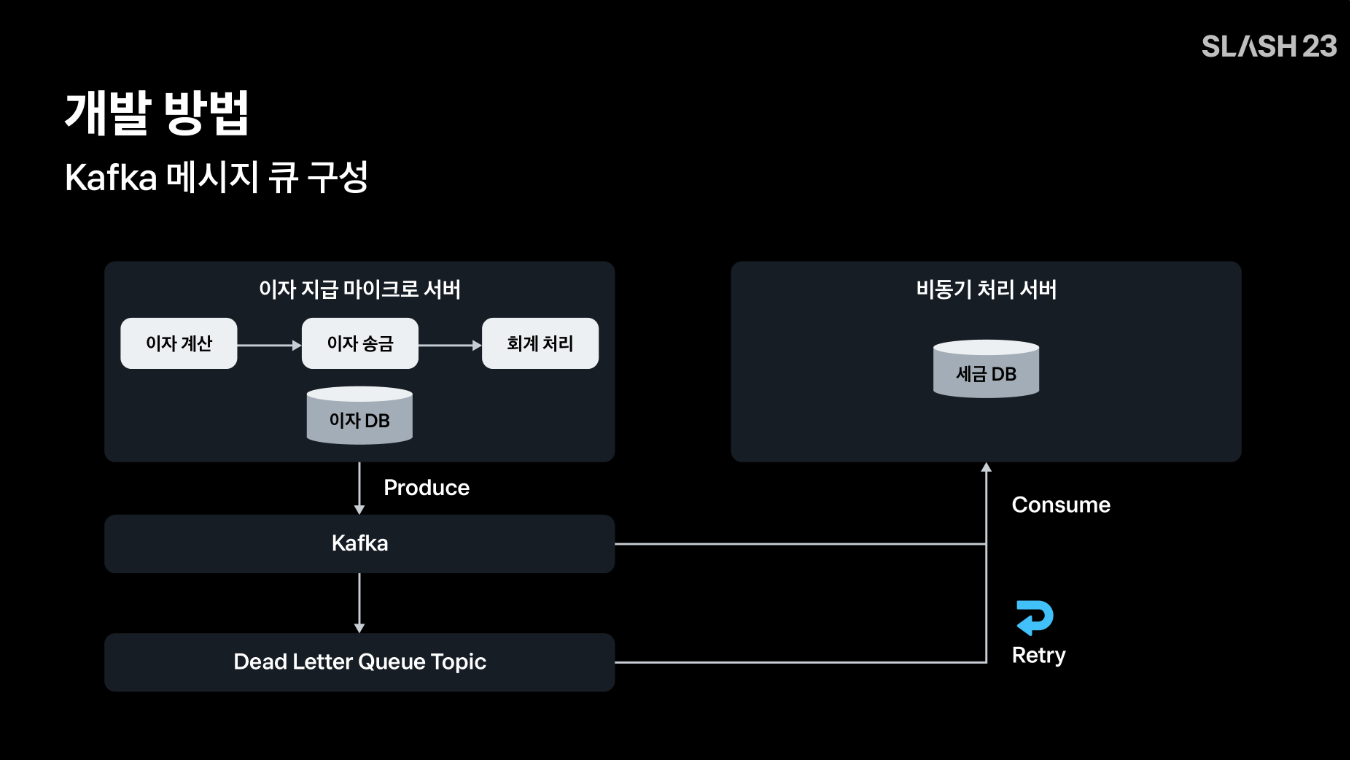 SLASH 23
개발 방법
Kafka 메시지 큐 구성
이자 지급 마이크로 서버
이자 계산
이자 송금
회계 처리
이자 DB
비동기 처리 서버
세금 DB
Produce
Consume
Kafka
Retry
Dead Letter Queue Topic